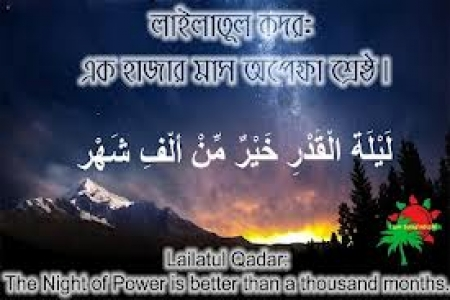 লাইলাতুল কদরঃ
এক হাজার মাস অপেক্ষা শ্রেষ্ঠ।
لَيْلَةُ الْقَدْرِ خَيْرٌ مِّنْ أَلْفِ شَهْرٍ
Lailatul Qadar:
The Night of Power is better than a thousand months.